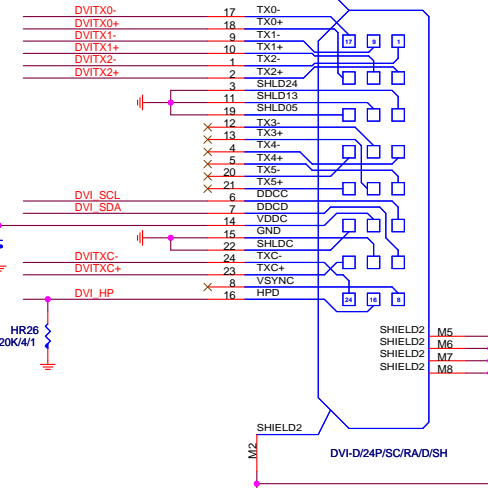 DVITX0- 17 TX0-
DVITX0+ 18 TX0+
DVITX1- 9 TX1-
DVITX1+ 10 TX1+
DVITX2- 1 TX2-
DVITX2+ 2 TX2+
3 SHLD24
11 SHLD13
19 SHLD05
12 TX3-
13 TX3+
4 TX4-
5 TX4+
20 TX5-
21 TX5+
DVI_SCL 6 DDCC
DVI_SDA 7 DDCD
14 VDDC
15 GND
22 SHLDC
DVITXC- 24 TXC-
DVITXC+ 23 TXC+
8 VSYNC
DVI_HP 16 HPD
17 9 1
24 16 8
HR26
20K/4/1
SHIELD2 M5
SHIELD2 M6
SHIELD2 M7
SHIELD2 M8
SHIELD2
M2
DVI-D/24P/SC/RA/D/SH